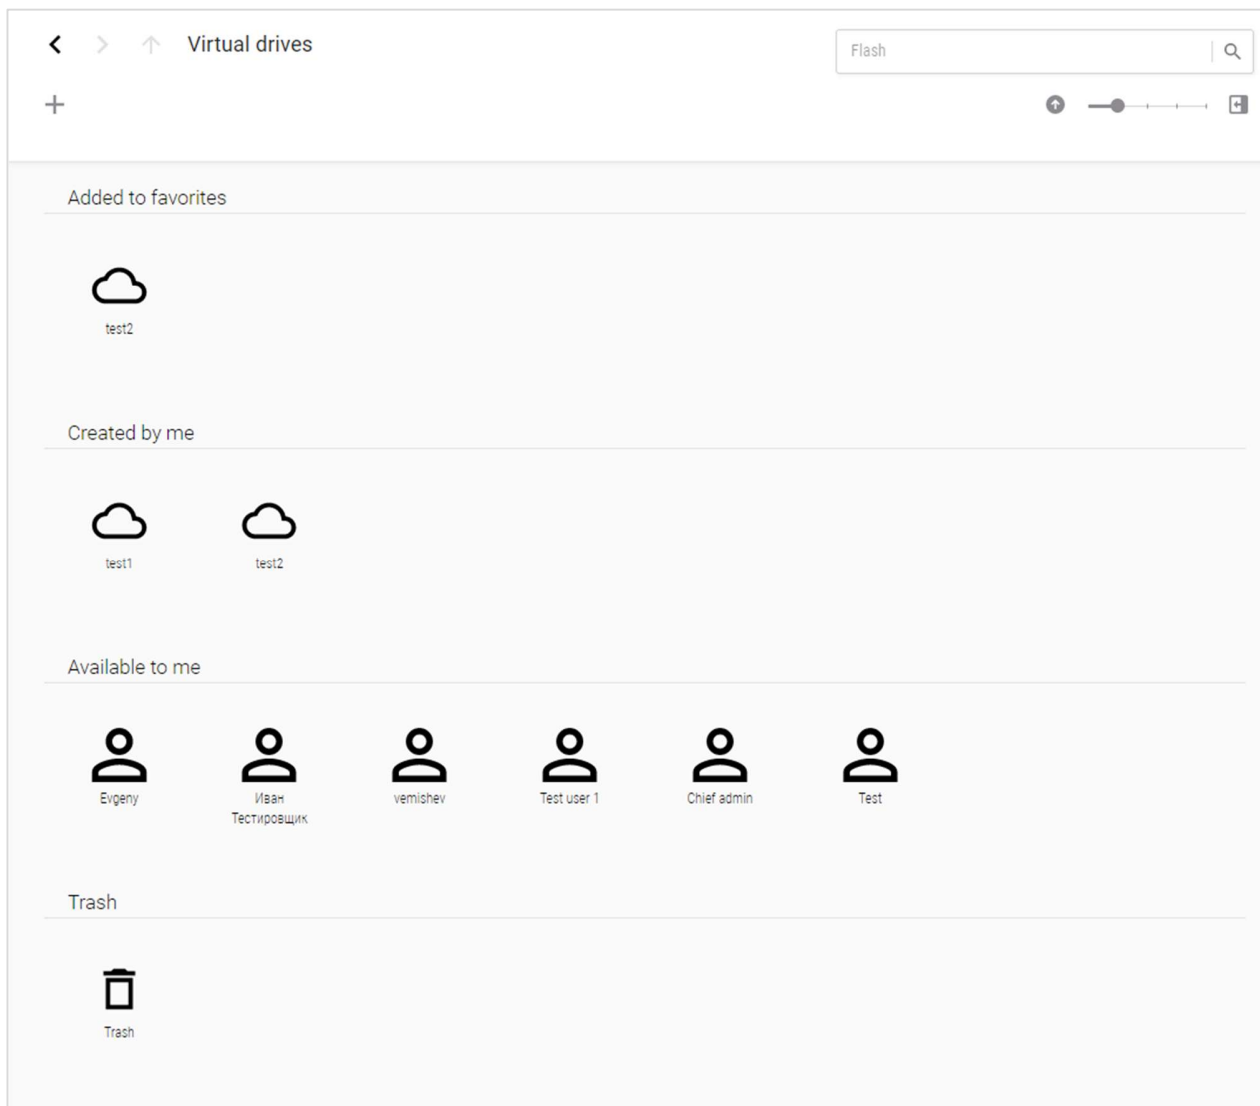 Virtual drives
Flash
Added to favorites
test2
Created by me
test1
test2
Available to me
Evgeny
Иван
Тестировщик
vemishev
Test user 1
Chief admin
Test
Trash
Trash